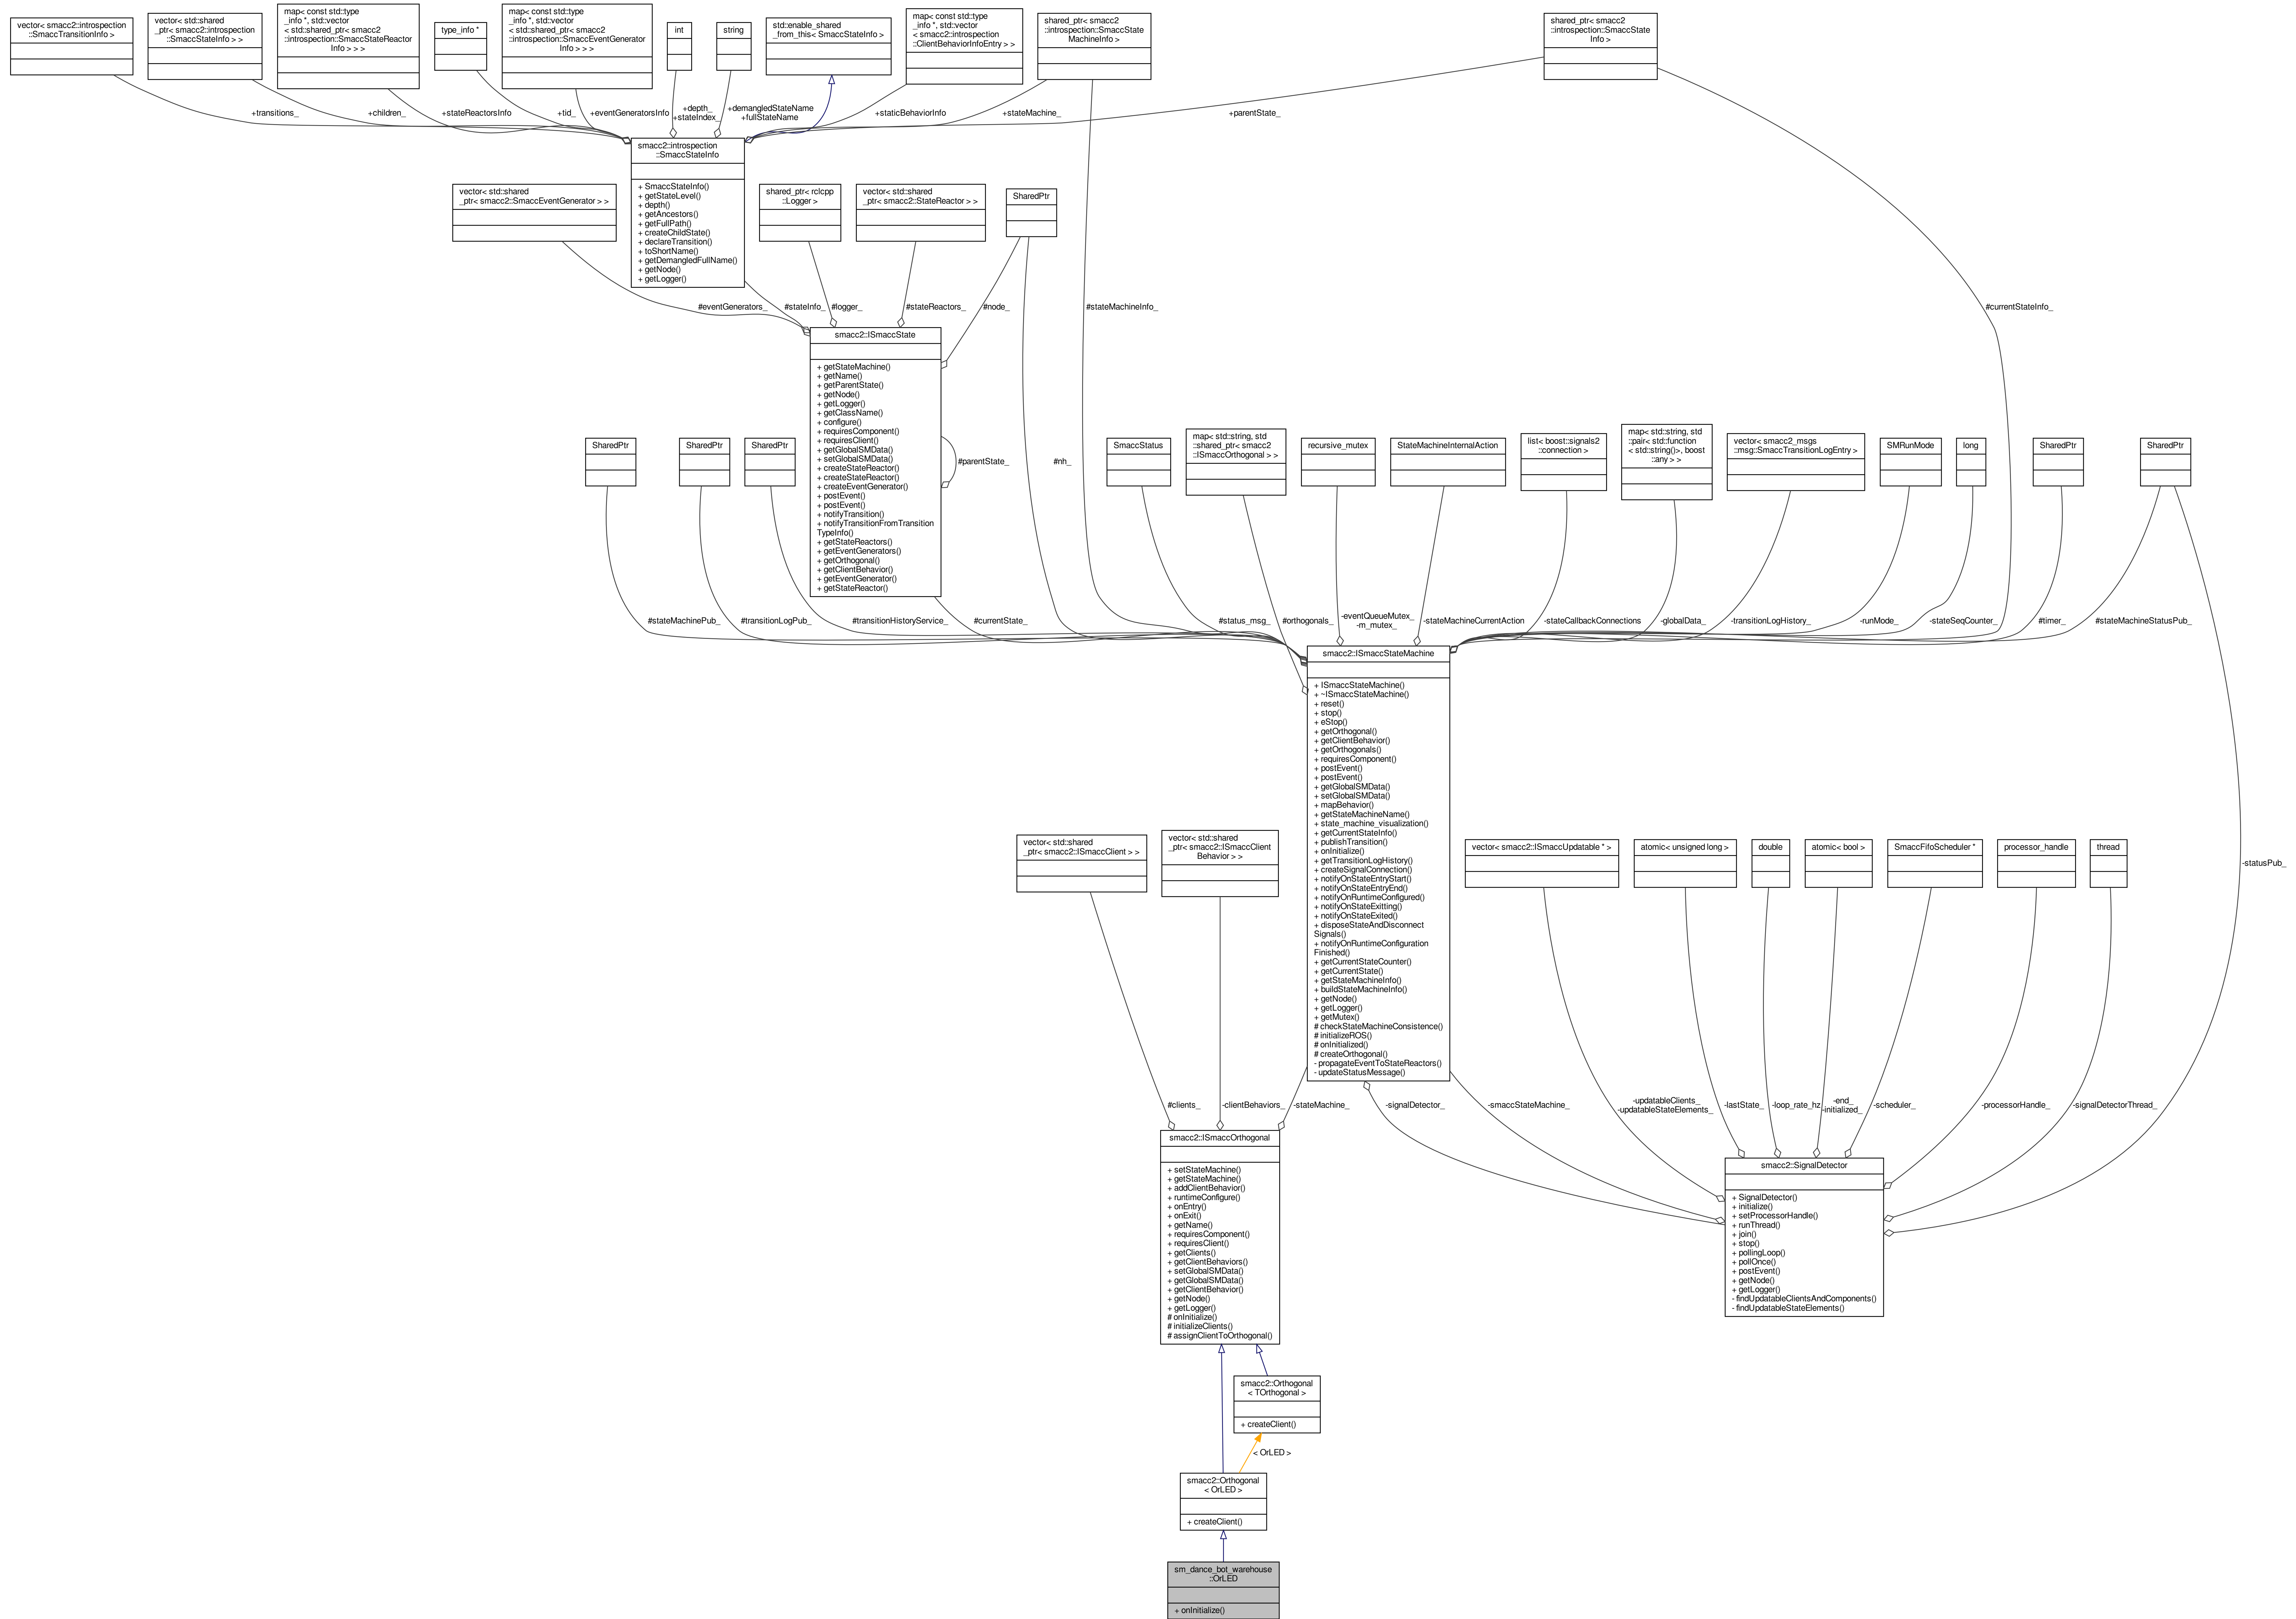 vector< smacc2::introspection
::SmaccTransitionInfo >
vector< std::shared
_ptr< smacc2::introspection
::SmaccStateInfo > >
map< const std::type
_info *, std::vector
< std::shared_ptr< smacc2
::introspection::SmaccStateReactor
Info > > >
type_info *
map< const std::type
_info *, std::vector
< std::shared_ptr< smacc2
::introspection::SmaccEventGenerator
Info > > >
int
string
std::enable_shared
_from_this< SmaccStateInfo >
map< const std::type
_info *, std::vector
< smacc2::introspection
::ClientBehaviorInfoEntry > >
shared_ptr< smacc2
::introspection::SmaccState
MachineInfo >
shared_ptr< smacc2
::introspection::SmaccState
Info >
+transitions_
+children_
+stateReactorsInfo
+tid_
+eventGeneratorsInfo
+depth_
+stateIndex_
+demangledStateName
+fullStateName
+staticBehaviorInfo
+stateMachine_
+parentState_
smacc2::introspection
::SmaccStateInfo
+ SmaccStateInfo()
+ getStateLevel()
+ depth()
+ getAncestors()
+ getFullPath()
+ createChildState()
+ declareTransition()
+ toShortName()
+ getDemangledFullName()
+ getNode()
+ getLogger()
vector< std::shared
_ptr< smacc2::SmaccEventGenerator > >
shared_ptr< rclcpp
::Logger >
vector< std::shared
_ptr< smacc2::StateReactor > >
SharedPtr
#eventGenerators_
#stateInfo_
#logger_
#stateReactors_
#node_
#stateMachineInfo_
#currentStateInfo_
smacc2::ISmaccState
+ getStateMachine()
+ getName()
+ getParentState()
+ getNode()
+ getLogger()
+ getClassName()
+ configure()
+ requiresComponent()
+ requiresClient()
+ getGlobalSMData()
+ setGlobalSMData()
+ createStateReactor()
+ createStateReactor()
+ createEventGenerator()
+ postEvent()
+ postEvent()
+ notifyTransition()
+ notifyTransitionFromTransition
TypeInfo()
+ getStateReactors()
+ getEventGenerators()
+ getOrthogonal()
+ getClientBehavior()
+ getEventGenerator()
+ getStateReactor()
#parentState_
#nh_
SharedPtr
SharedPtr
SharedPtr
SmaccStatus
map< std::string, std
::shared_ptr< smacc2
::ISmaccOrthogonal > >
recursive_mutex
StateMachineInternalAction
list< boost::signals2
::connection >
map< std::string, std
::pair< std::function
< std::string()>, boost
::any > >
vector< smacc2_msgs
::msg::SmaccTransitionLogEntry >
SMRunMode
long
SharedPtr
SharedPtr
#stateMachinePub_
#transitionLogPub_
#transitionHistoryService_
#currentState_
#status_msg_
#orthogonals_
-eventQueueMutex_
-m_mutex_
-stateMachineCurrentAction
-stateCallbackConnections
-globalData_
-transitionLogHistory_
-runMode_
-stateSeqCounter_
#timer_
#stateMachineStatusPub_
smacc2::ISmaccStateMachine
+ ISmaccStateMachine()
+ ~ISmaccStateMachine()
+ reset()
+ stop()
+ eStop()
+ getOrthogonal()
+ getClientBehavior()
+ getOrthogonals()
+ requiresComponent()
+ postEvent()
+ postEvent()
+ getGlobalSMData()
+ setGlobalSMData()
+ mapBehavior()
+ getStateMachineName()
+ state_machine_visualization()
+ getCurrentStateInfo()
+ publishTransition()
+ onInitialize()
+ getTransitionLogHistory()
+ createSignalConnection()
+ notifyOnStateEntryStart()
+ notifyOnStateEntryEnd()
+ notifyOnRuntimeConfigured()
+ notifyOnStateExitting()
+ notifyOnStateExited()
+ disposeStateAndDisconnect
Signals()
+ notifyOnRuntimeConfiguration
Finished()
+ getCurrentStateCounter()
+ getCurrentState()
+ getStateMachineInfo()
+ buildStateMachineInfo()
+ getNode()
+ getLogger()
+ getMutex()
# checkStateMachineConsistence()
# initializeROS()
# onInitialized()
# createOrthogonal()
- propagateEventToStateReactors()
- updateStatusMessage()
vector< std::shared
_ptr< smacc2::ISmaccClient > >
vector< std::shared
_ptr< smacc2::ISmaccClient
Behavior > >
vector< smacc2::ISmaccUpdatable * >
atomic< unsigned long >
double
atomic< bool >
SmaccFifoScheduler *
processor_handle
thread
-statusPub_
#clients_
-clientBehaviors_
-stateMachine_
-signalDetector_
-smaccStateMachine_
-updatableClients_
-updatableStateElements_
-lastState_
-loop_rate_hz
-end_
-initialized_
-scheduler_
-processorHandle_
-signalDetectorThread_
smacc2::ISmaccOrthogonal
+ setStateMachine()
+ getStateMachine()
+ addClientBehavior()
+ runtimeConfigure()
+ onEntry()
+ onExit()
+ getName()
+ requiresComponent()
+ requiresClient()
+ getClients()
+ getClientBehaviors()
+ setGlobalSMData()
+ getGlobalSMData()
+ getClientBehavior()
+ getNode()
+ getLogger()
# onInitialize()
# initializeClients()
# assignClientToOrthogonal()
smacc2::SignalDetector
+ SignalDetector()
+ initialize()
+ setProcessorHandle()
+ runThread()
+ join()
+ stop()
+ pollingLoop()
+ pollOnce()
+ postEvent()
+ getNode()
+ getLogger()
- findUpdatableClientsAndComponents()
- findUpdatableStateElements()
smacc2::Orthogonal
< TOrthogonal >
+ createClient()
< OrLED >
smacc2::Orthogonal
< OrLED >
+ createClient()
sm_dance_bot_warehouse
::OrLED
+ onInitialize()